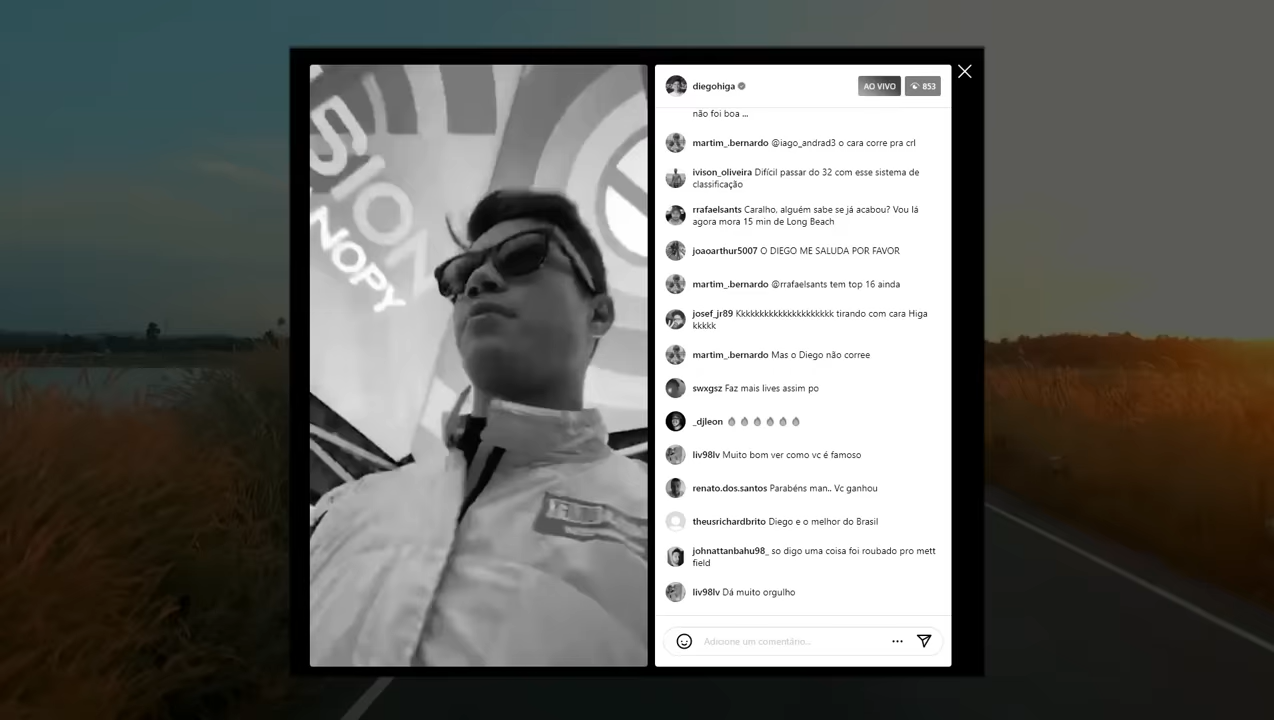 SION
NOPY
diegohiga
AO VIVO
853
não foi boa ...
martim_.bernardo @iago_andrad3 o cara corre pra crl
ivison_oliveira Difícil passar do 32 com esse sistema de
classificação
rrafaelsants Caralho, alguém sabe se já acabou? Vou lá
agora mora 15 min de Long Beach
joaoarthur5007 O DIEGO ME SALUDA POR FAVOR
martim_.bernardo @rrafaelsants tem top 16 ainda
josef_jr89 Kkkkkkkkkkkkkkkkkkkkk tirando com cara Higa
kkkkk
martim_.bernardo Mas o Diego não corree
swxgsz Faz mais lives assim po
_djleon
liv98lv Muito bom ver como vc é famoso
renato.dos.santos Parabéns man.. Vc ganhou
theusrichardbrito Diego e o melhor do Brasil
johnattanbahu98_ so digo uma coisa foi roubado pro mett
field
liv98lv Dá muito orgulho
Adicione um comentário...